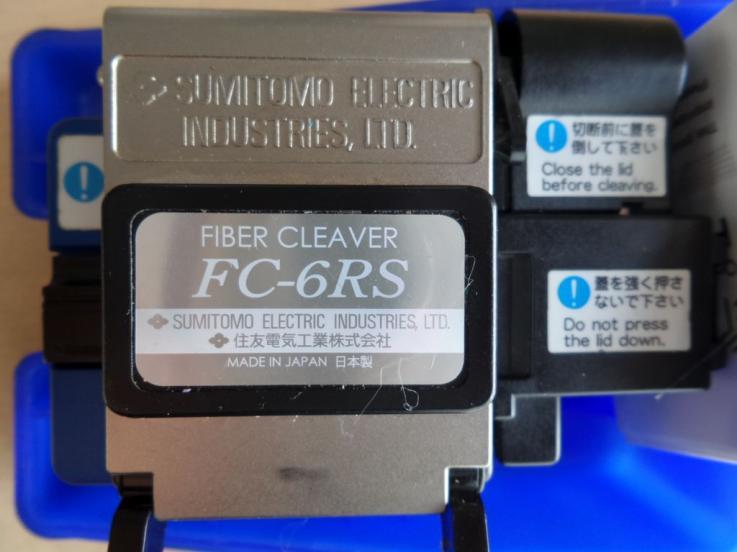 SUMITOMO ELECTRIC
INDUSTRIES, LTD.
FIBER CLEAVER
FC-6RS
SUMITOMO ELECTRIC INDUSTRIES, LTD.
住友電気工業株式会社
MADE IN JAPAN 日本製
!
!
切断前に蓋を
倒して下さい
Close the lid
before cleaving.
!
蓋を強く押さ
ないで下さい
Do not press
the lid down.